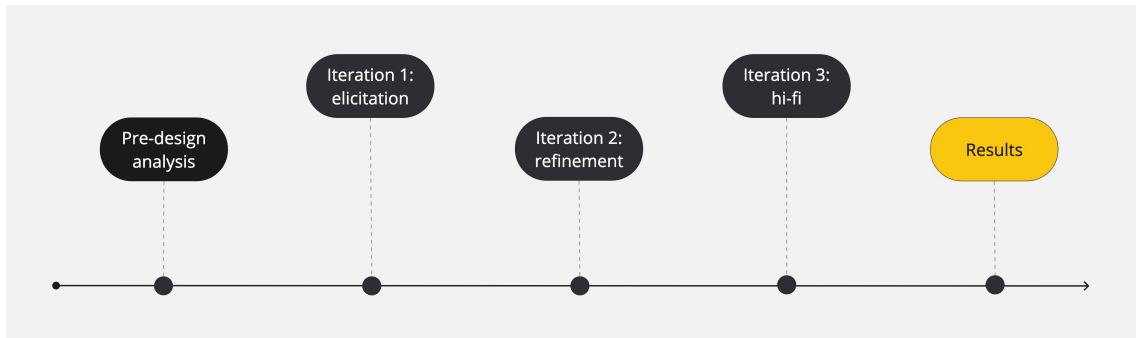 Pre-design
analysis
Iteration 1:
elicitation
Iteration 2:
refinement
Iteration 3:
hi-fi
Results